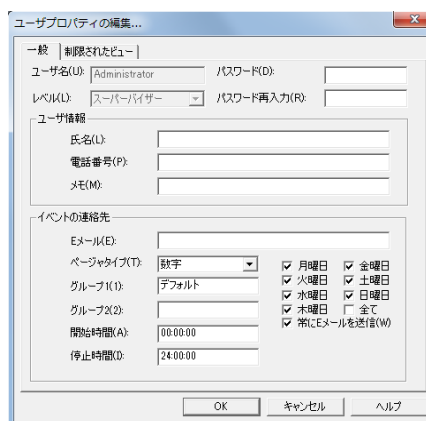 ユーザプロパティの編集...
一般 制限されたビュー
ユーザ名(U): Administrator パスワード(D):
レベル(L): スーパーバイザー パスワード再入力(R):
ユーザ情報
氏名(L):
電話番号(P):
メモ(M):
イベントの連絡先
Eメール(E):
ページャタイプ(T): 数字 月曜日 金曜日
グループ1(1): デフォルト 火曜日 土曜日
グループ2(2): 水曜日 日曜日
木曜日 全て
開始時間(A): 00:00:00 常にEメールを送信(W)
停止時間(I): 24:00:00
OK キャンセル ヘルプ